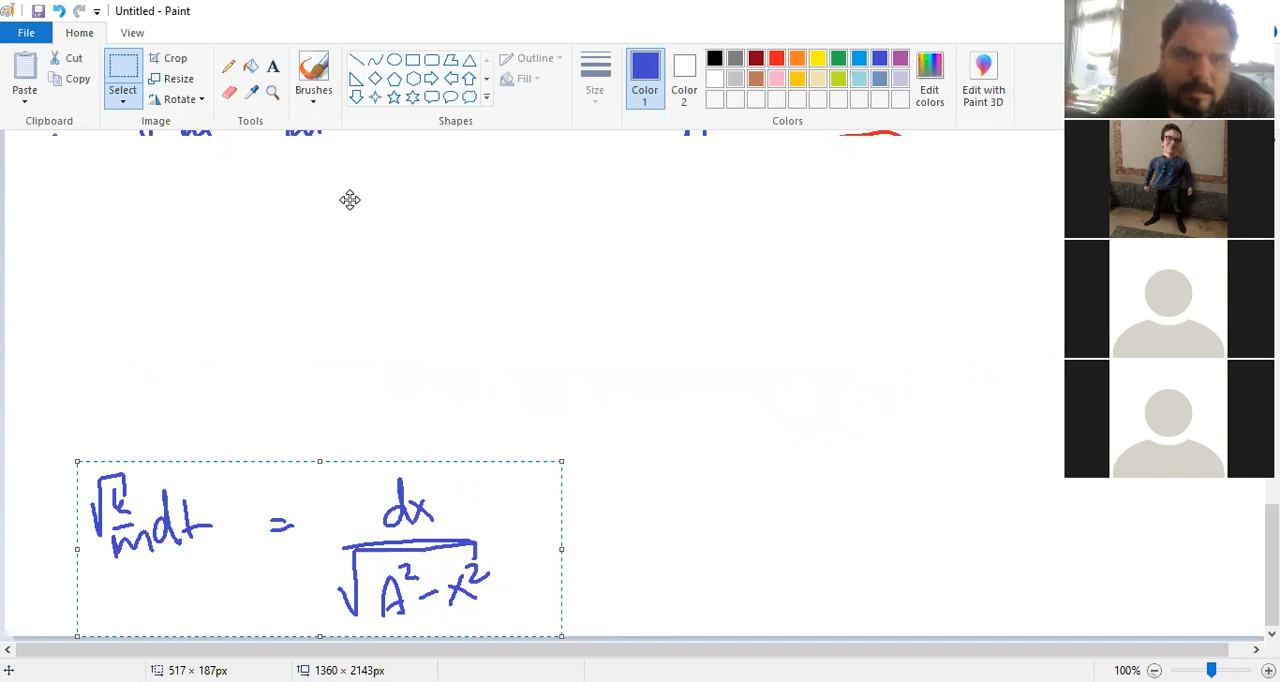 Untitled - Paint
File Home View
Paste
Cut
Copy
Clipboard
Select
Crop
Resize
Rotate
Image
A
Tools
Brushes
Outline
Fill
Shapes
Size
Color 1
Color 2
Edit colors
Edit with Paint 3D
Colors
√k/m dt = dx/√A²-x²
517 × 187px
1360 × 2143px
100%